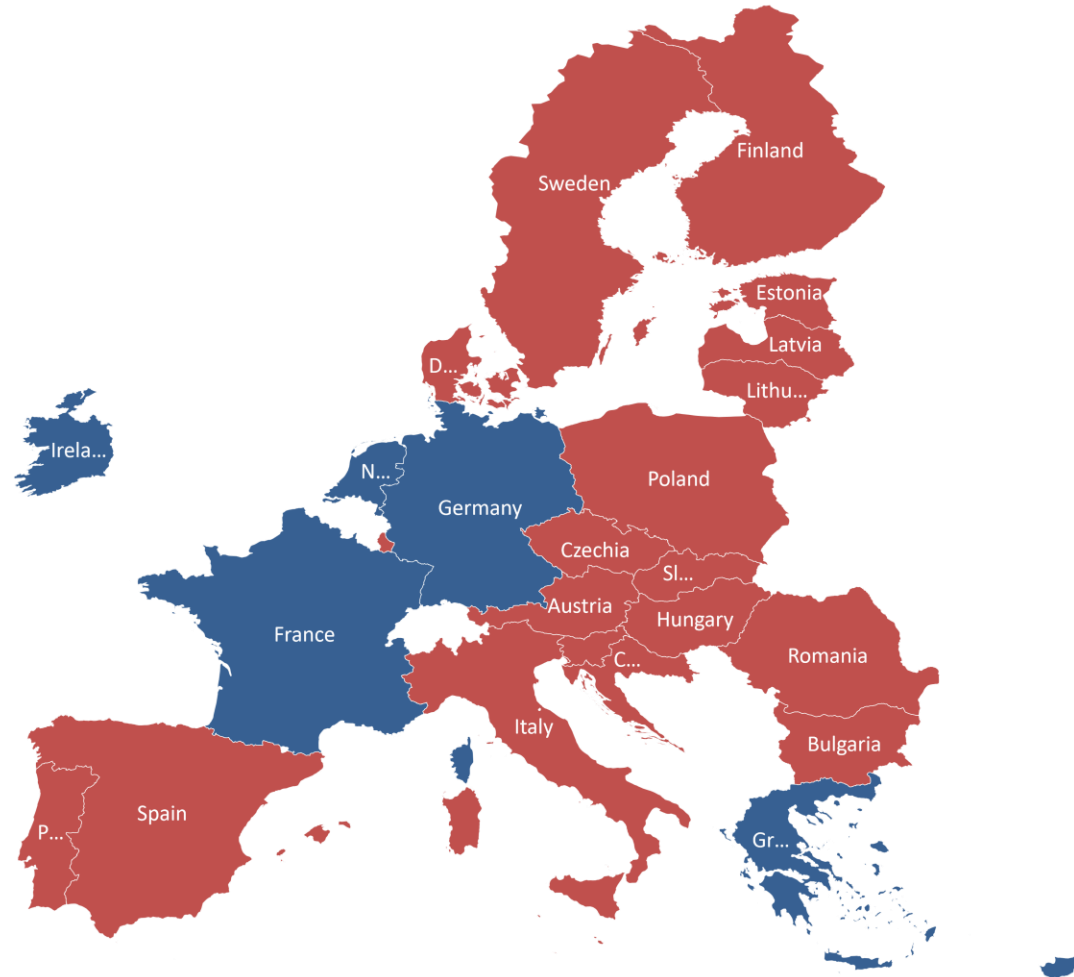 Finland
Sweden
Estonia
Latvia
D...
Lithu...
Irela...
N...
Poland
Germany
Czechia
Sl...
Austria
Hungary
France
Romania
C...
Italy
Bulgaria
Spain
P...
Gr...